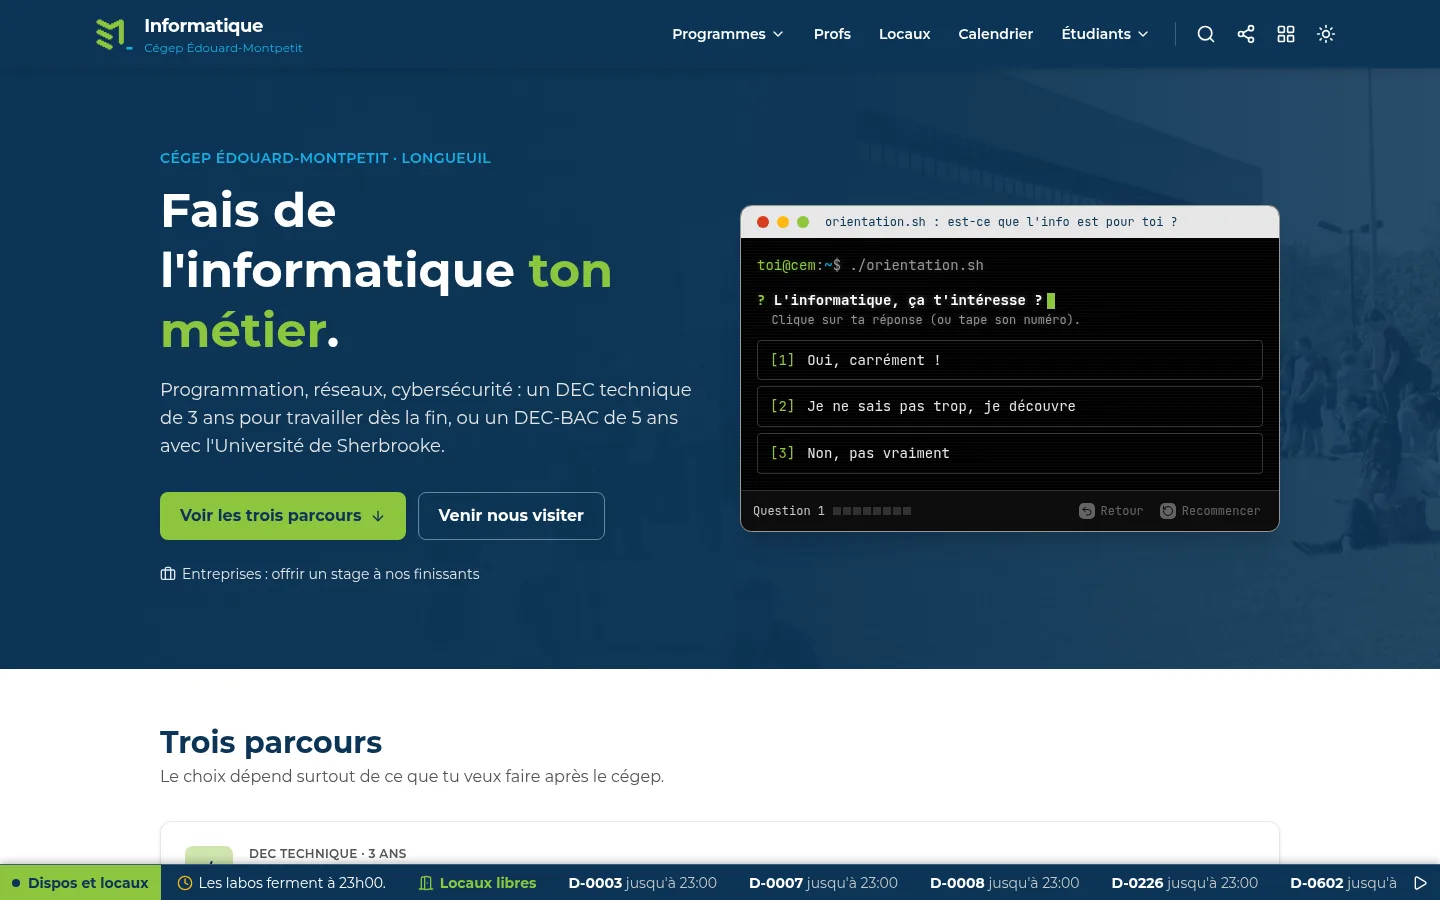 Informatique
Cégep Édouard-Montpetit
Programmes
Profs
Locaux
Calendrier
Étudiants
CÉGEP ÉDOUARD-MONTPETIT · LONGUEUIL
Fais de
l'informatique ton
métier.
Programmation, réseaux, cybersécurité : un DEC technique
de 3 ans pour travailler dès la fin, ou un DEC-BAC de 5 ans
avec l'Université de Sherbrooke.
Voir les trois parcours
Venir nous visiter
Entreprises : offrir un stage à nos finissants
orientation.sh : est-ce que l'info est pour toi ?
toi@cem:~$ ./orientation.sh
? L'informatique, ça t'intéresse ?
Clique sur ta réponse (ou tape son numéro).
[1] Oui, carrément !
[2] Je ne sais pas trop, je découvre
[3] Non, pas vraiment
Question 1
Retour
Recommencer
Trois parcours
Le choix dépend surtout de ce que tu veux faire après le cégep.
DEC TECHNIQUE · 3 ANS
Dispos et locaux
Les labos ferment à 23h00.
Locaux libres
D-0003 jusqu'à 23:00
D-0007 jusqu'à 23:00
D-0008 jusqu'à 23:00
D-0226 jusqu'à 23:00
D-0602 jusqu'à